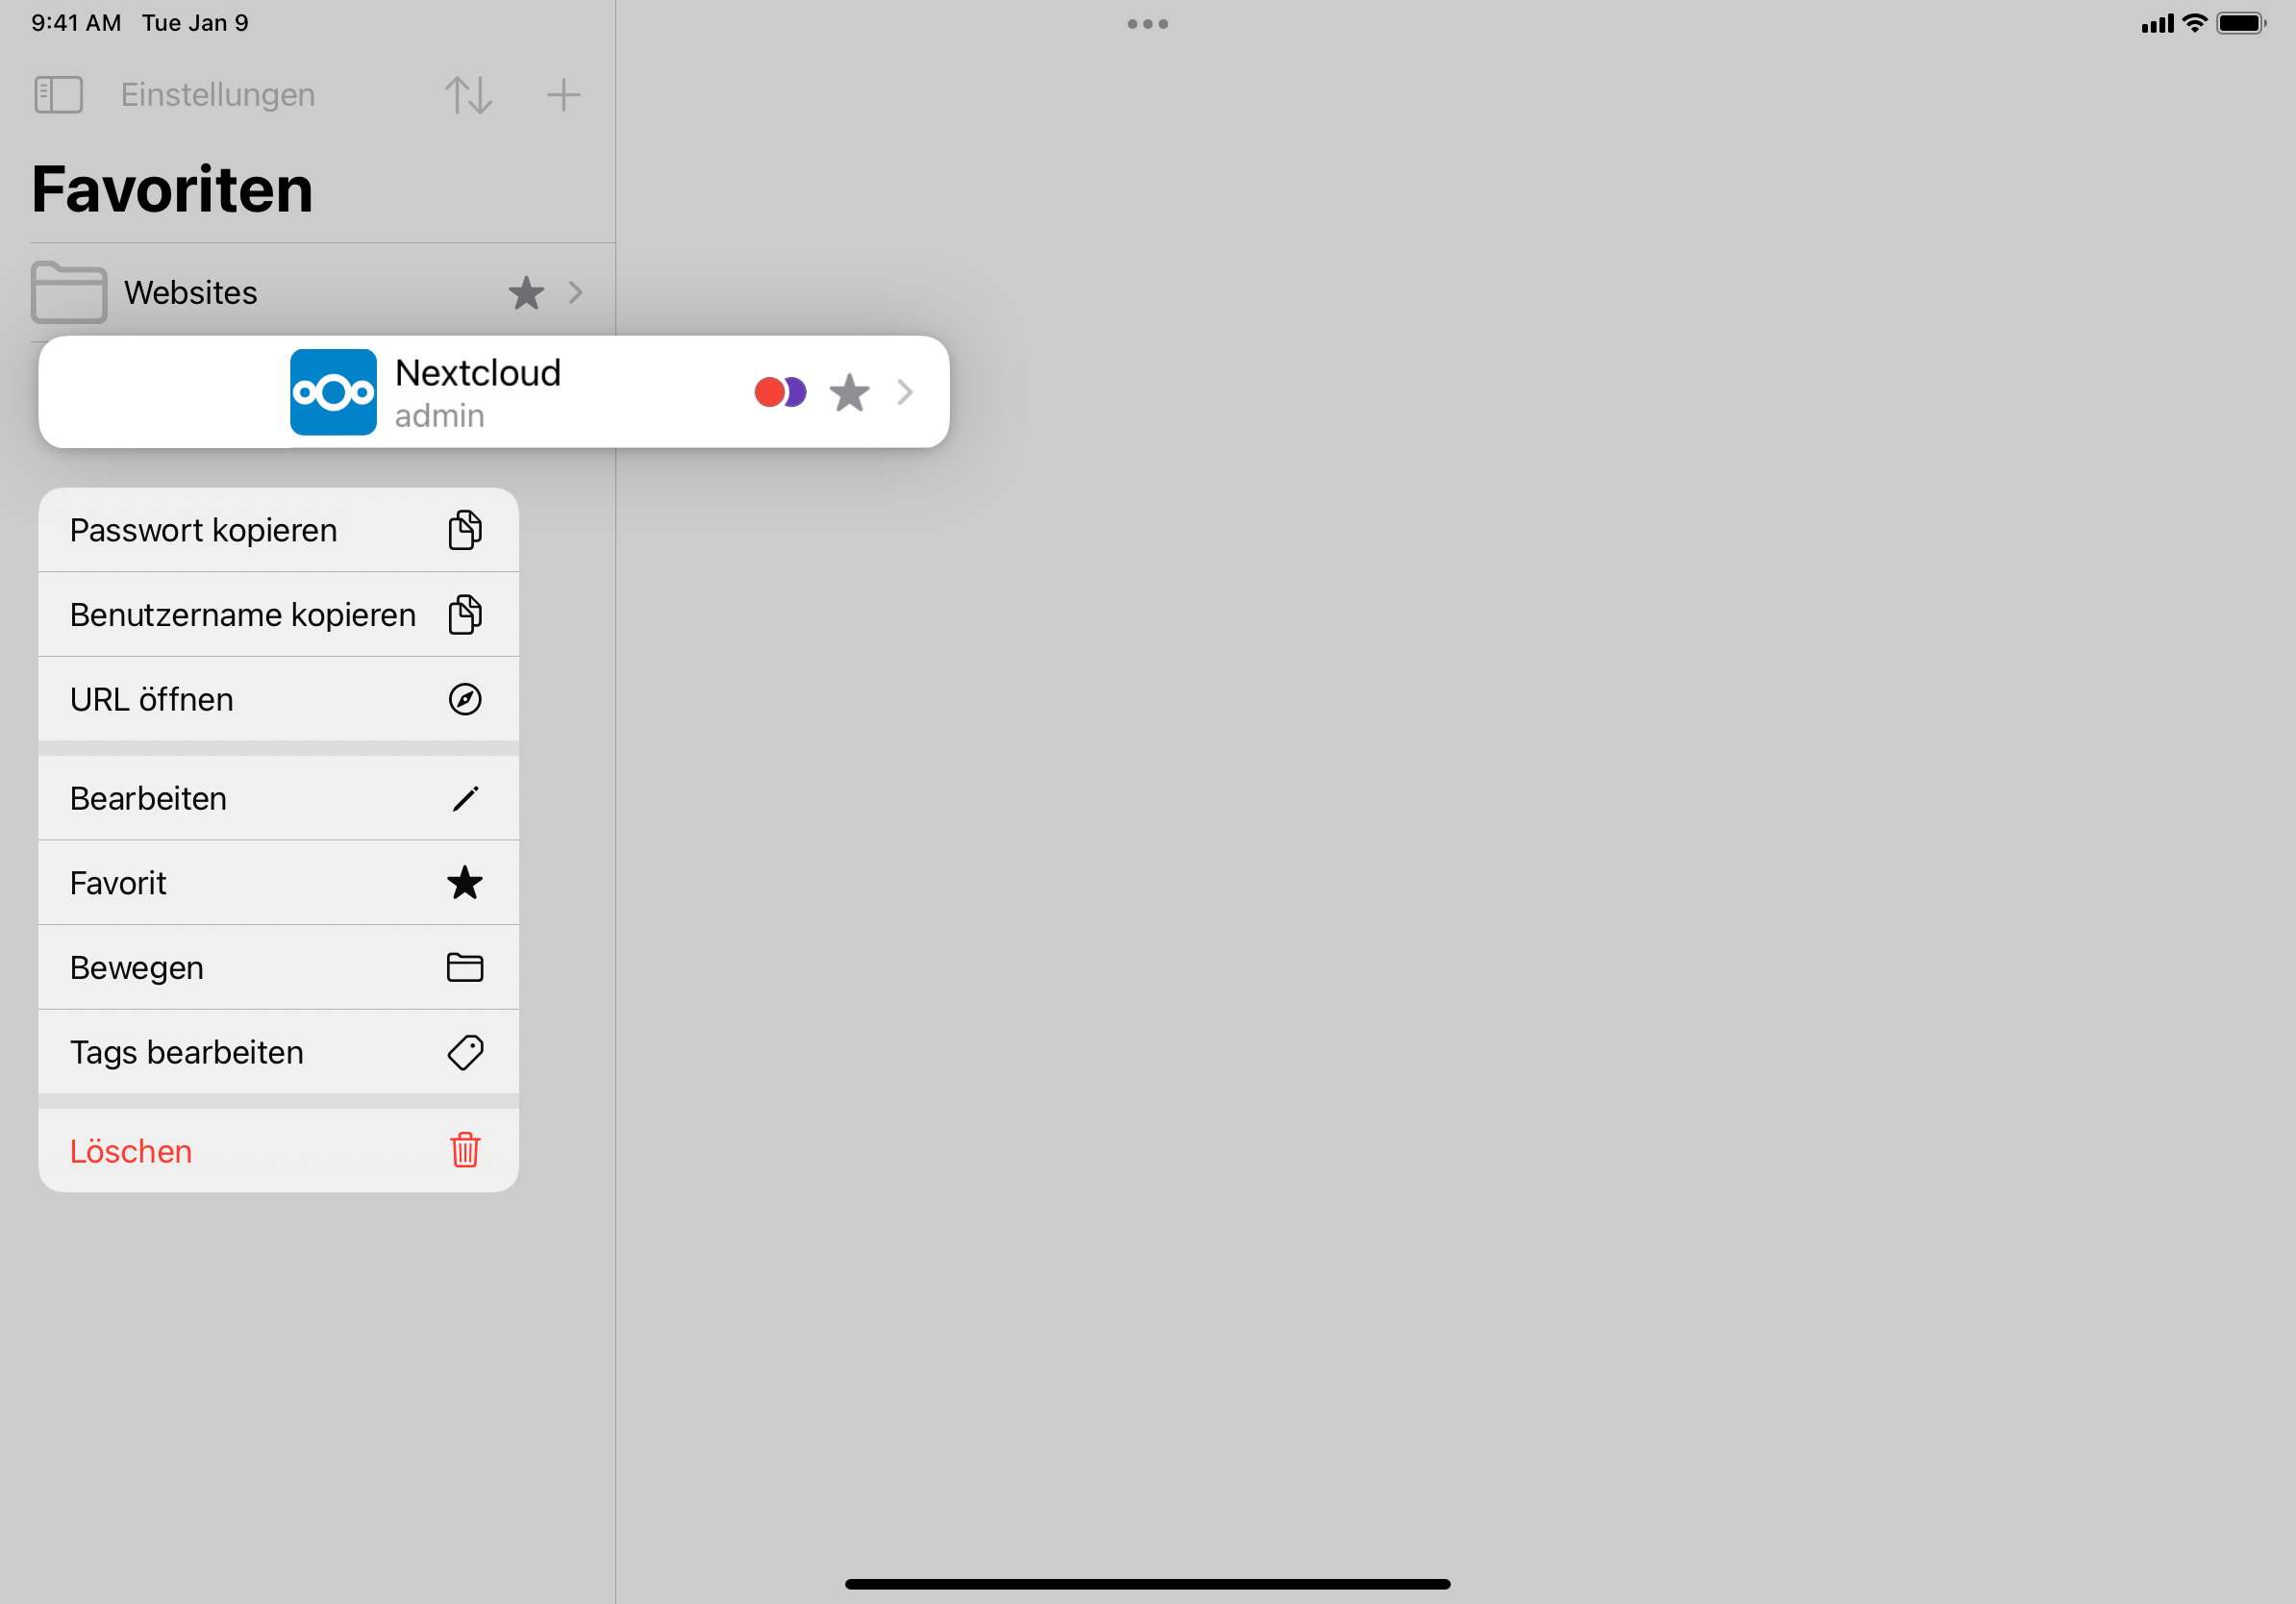 9:41 AM Tue Jan 9
Einstellungen
Favoriten
Websites
Nextcloud
admin
Passwort kopieren
Benutzername kopieren
URL öffnen
Bearbeiten
Favorit
Bewegen
Tags bearbeiten
Löschen